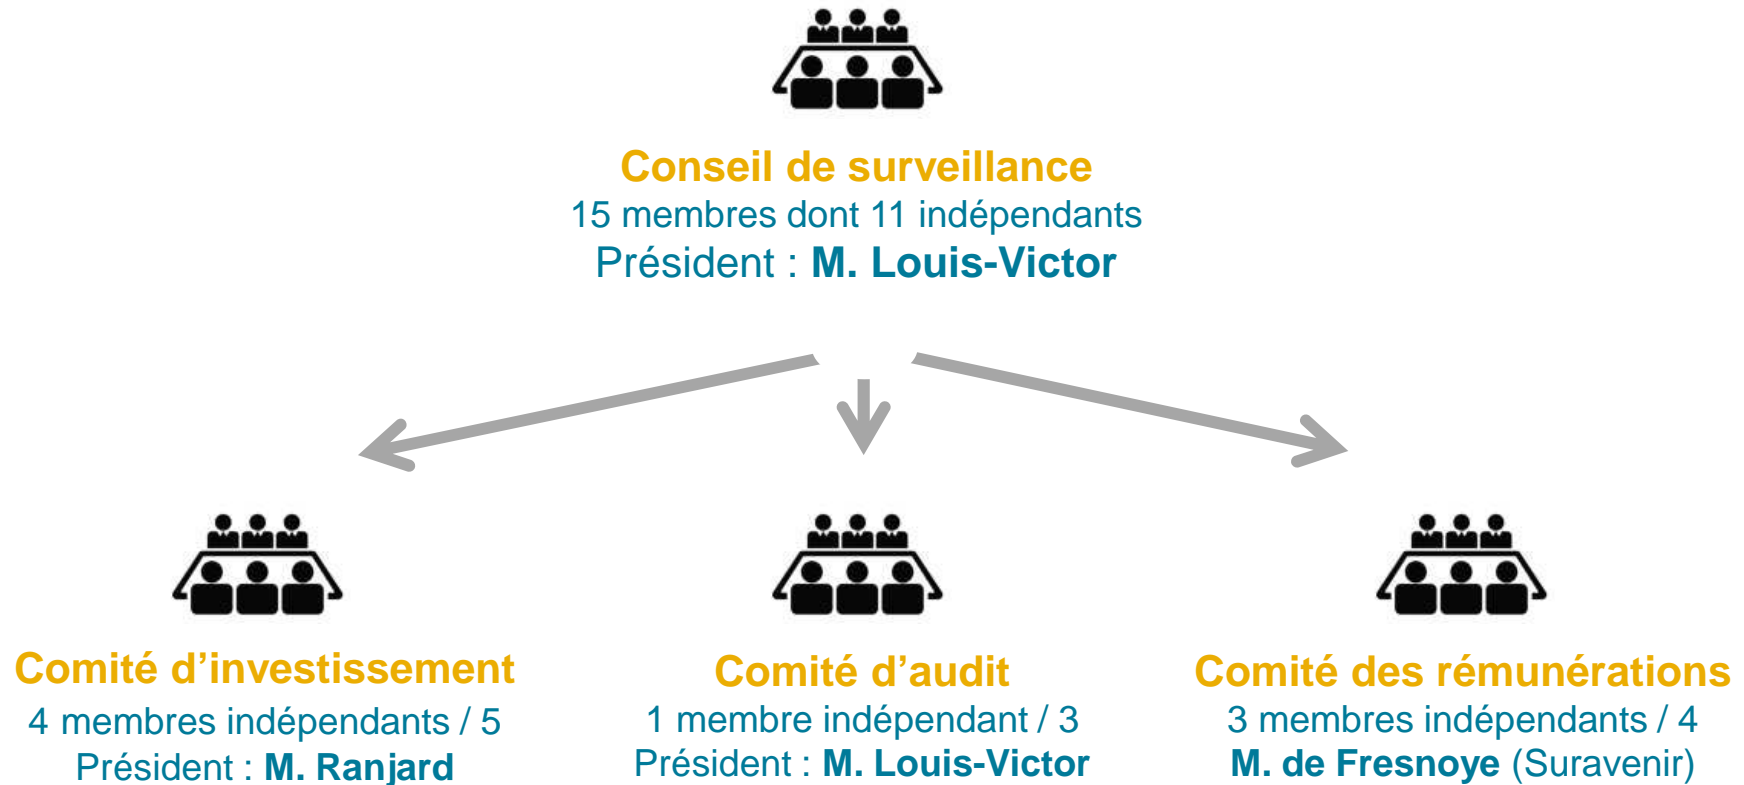 Conseil de surveillance
15 membres dont 11 indépendants
Président : M. Louis-Victor
Comité d’investissement
4 membres indépendants / 5
Président : M. Ranjard
Comité d’audit
1 membre indépendant / 3
Président : M. Louis-Victor
Comité des rémunérations
3 membres indépendants / 4
M. de Fresnoye (Suravenir)